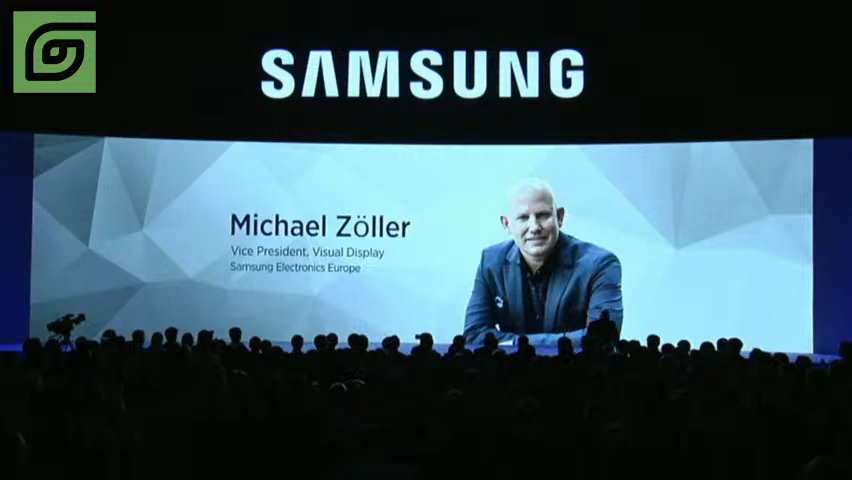 SAMSUNG
Michael Zöller
Vice President, Visual Display
Samsung Electronics Europe